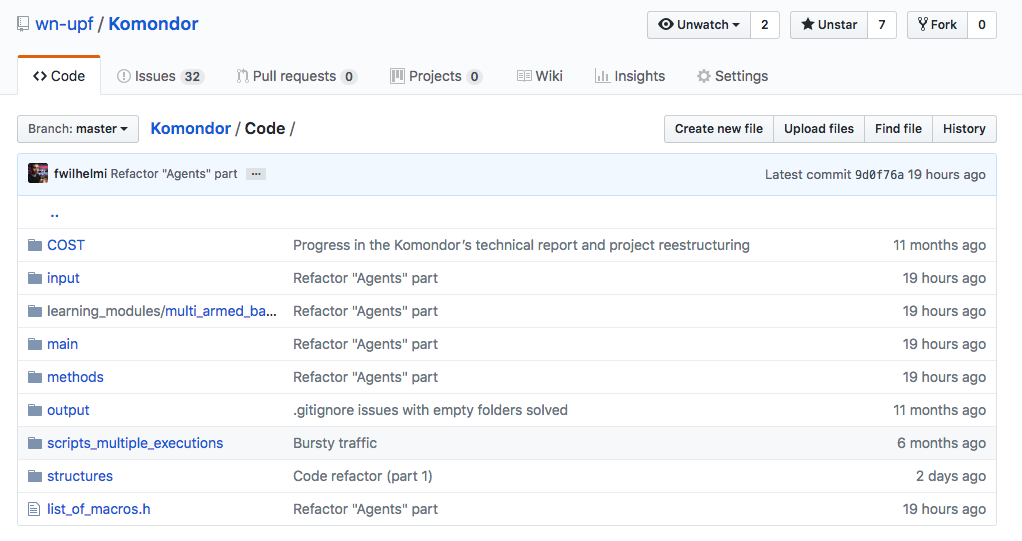 wn-upf / Komondor
Unwatch 2 Unstar 7 Fork 0
Code Issues 32 Pull requests 0 Projects 0 Wiki Insights Settings
Branch: master Komondor / Code / Create new file Upload files Find file History
fwilhelmi Refactor "Agents" part ... Latest commit 9d0f76a 19 hours ago
..
COST Progress in the Komondor’s technical report and project reestructuring 11 months ago
input Refactor "Agents" part 19 hours ago
learning_modules/multi_armed_ba... Refactor "Agents" part 19 hours ago
main Refactor "Agents" part 19 hours ago
methods Refactor "Agents" part 19 hours ago
output .gitignore issues with empty folders solved 11 months ago
scripts_multiple_executions Bursty traffic 6 months ago
structures Code refactor (part 1) 2 days ago
list_of_macros.h Refactor "Agents" part 19 hours ago